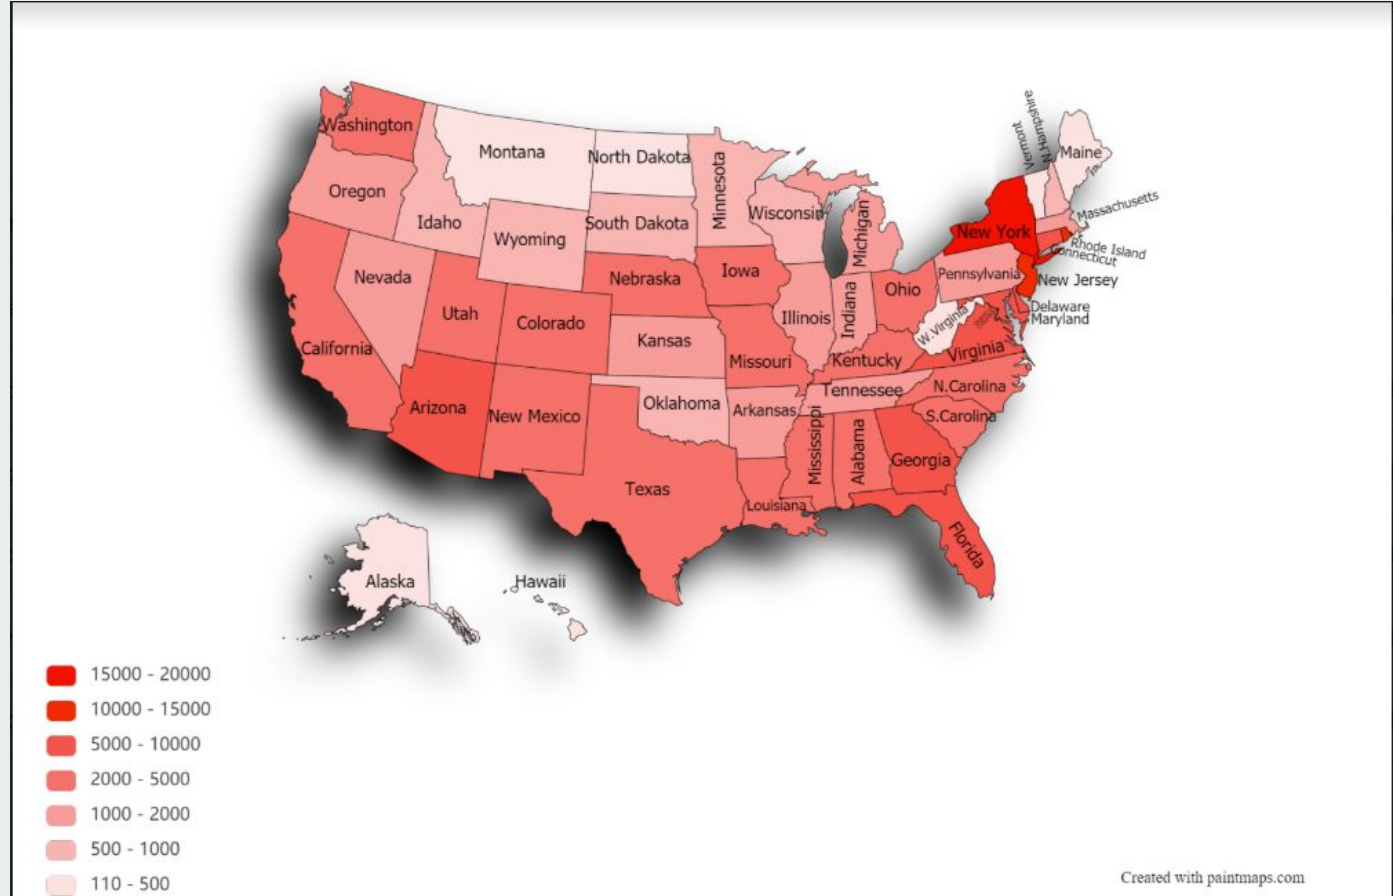 Washington
Montana
North Dakota
Minnesota
Vermont
N.Hampshire
Maine
Oregon
Idaho
Wyoming
South Dakota
Wisconsin
Michigan
New York
Massachusetts
Rhode Island
Connecticut
Nevada
Utah
Colorado
Nebraska
Iowa
Illinois
Indiana
Ohio
Pennsylvania
New Jersey
Delaware
Maryland
California
Kansas
Missouri
Kentucky
W.Virginia
Virginia
Arizona
New Mexico
Oklahoma
Arkansas
Tennessee
N.Carolina
S.Carolina
Texas
Louisiana
Mississippi
Alabama
Georgia
Florida
Alaska
Hawaii
15000 - 20000
10000 - 15000
5000 - 10000
2000 - 5000
1000 - 2000
500 - 1000
110 - 500
Created with paintmaps.com